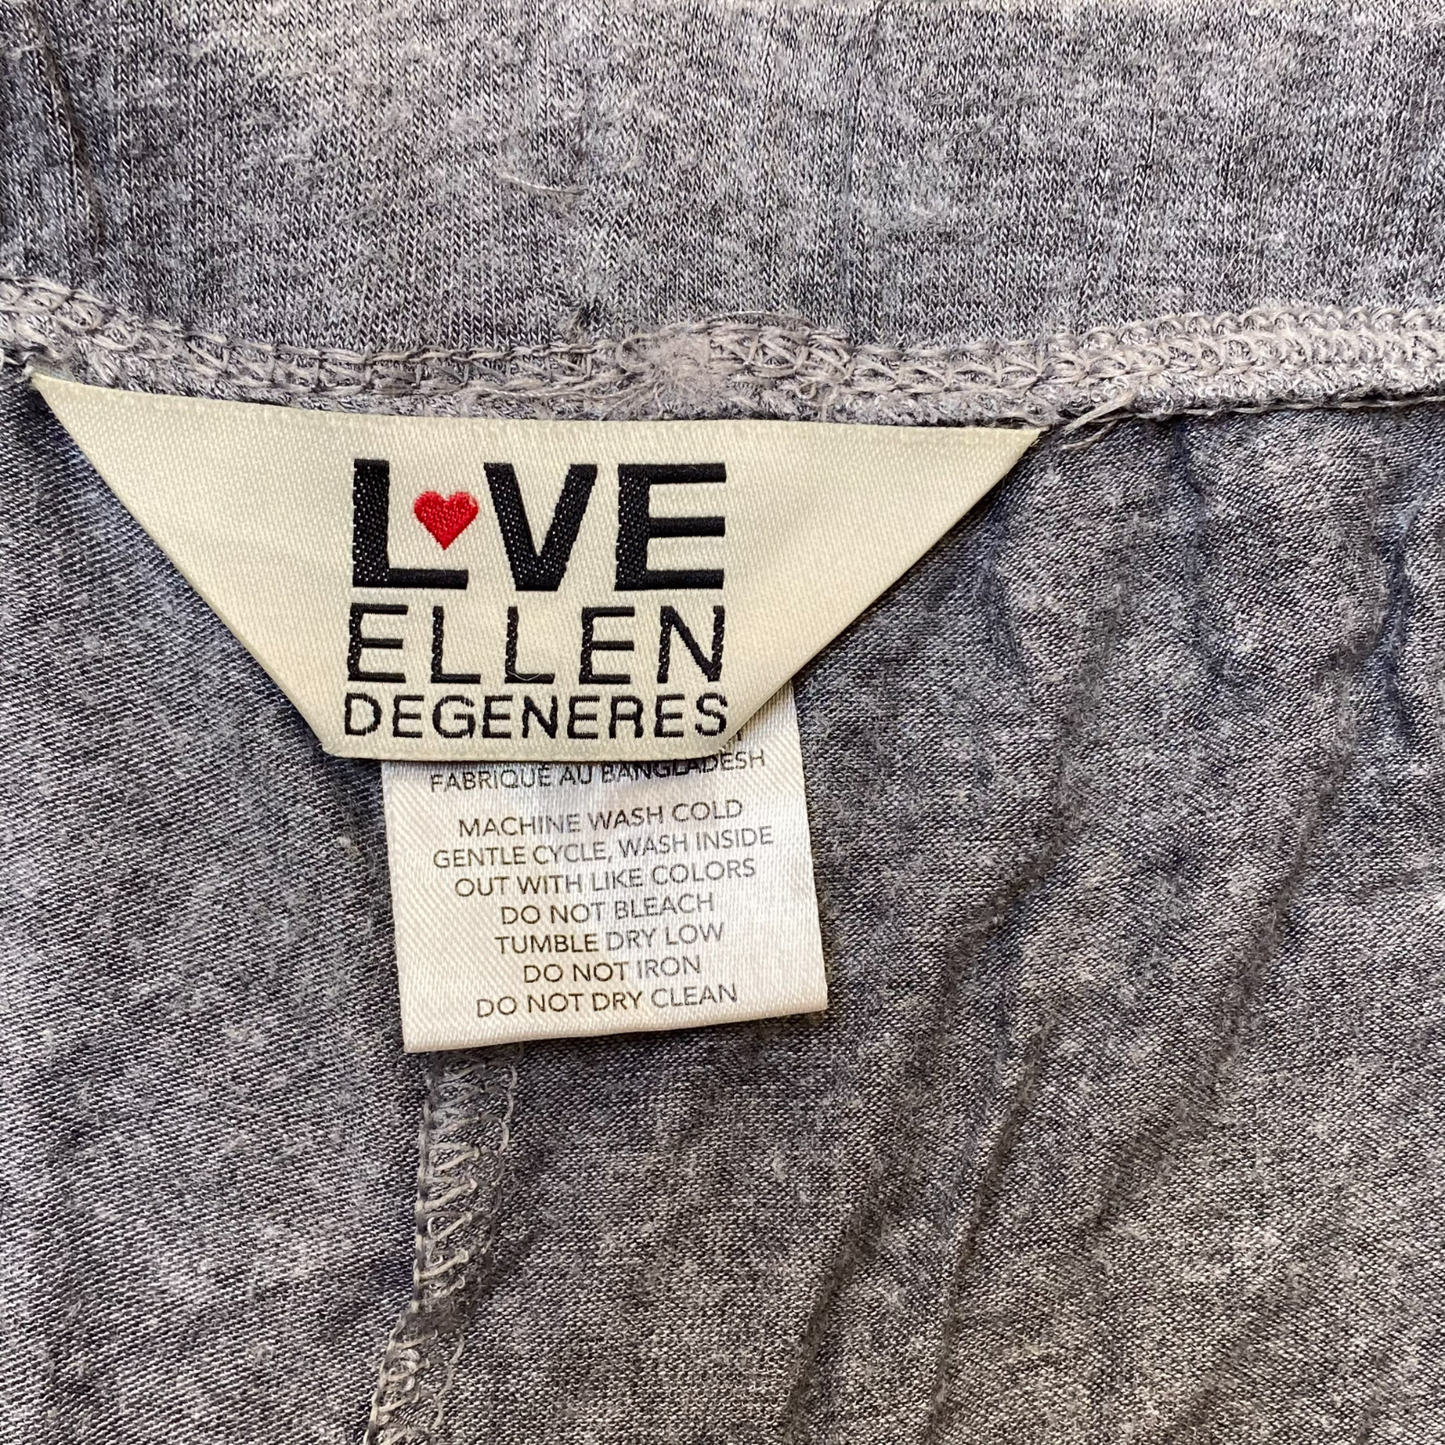 L♥VE
ELLEN
DEGENERES
FABRIQUÉ AU BANGLADESH
MACHINE WASH COLD
GENTLE CYCLE, WASH INSIDE
OUT WITH LIKE COLORS
DO NOT BLEACH
TUMBLE DRY LOW
DO NOT IRON
DO NOT DRY CLEAN